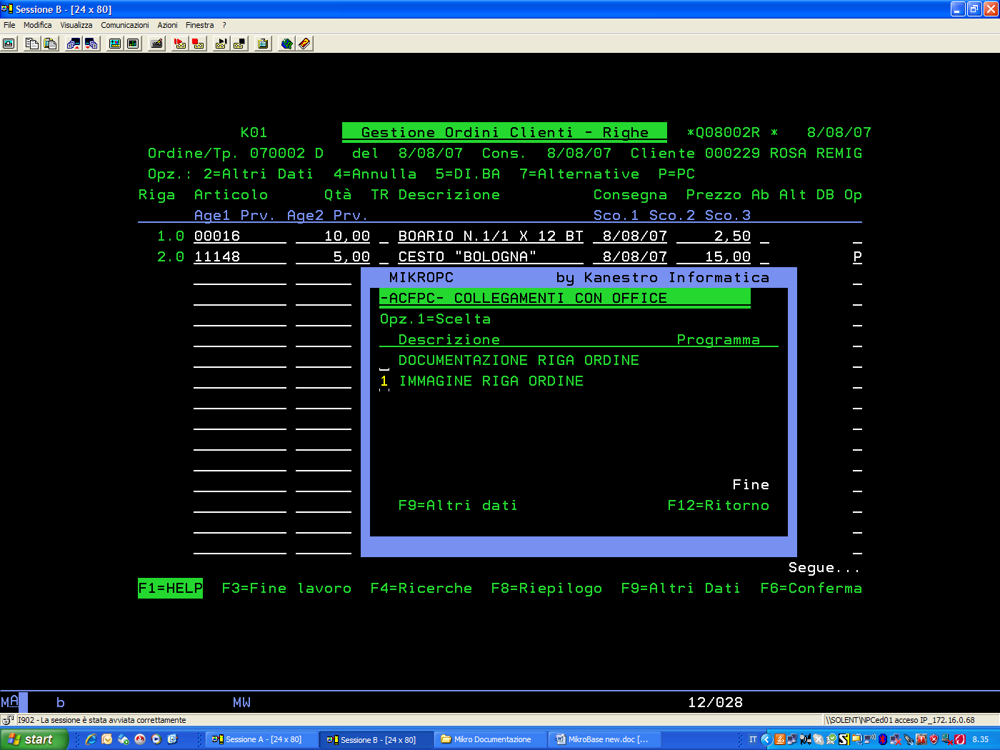 Sessione B - [24 x 80]
File Modifica Visualizza Comunicazioni Azioni Finestra ?
K01 Gestione Ordini Clienti - Righe *Q08002R * 8/08/07
Ordine/Tp. 070002 D del 8/08/07 Cons. 8/08/07 Cliente 000229 ROSA REMIG
Opz.: 2=Altri Dati 4=Annulla 5=DI.BA 7=Alternative P=PC
Riga Articolo Qtà TR Descrizione Consegna Prezzo Ab Alt DB Op
Age1 Prv. Age2 Prv. Sco.1 Sco.2 Sco.3
1.0 00016 10,00 BOARIO N.1/1 X 12 BT 8/08/07 2,50
2.0 11148 5,00 CESTO "BOLOGNA" 8/08/07 15,00 P
MIKROPC by Kanestro Informatica
-ACFPC- COLLEGAMENTI CON OFFICE
Opz.1=Scelta
Descrizione Programma
DOCUMENTAZIONE RIGA ORDINE
1 IMMAGINE RIGA ORDINE
Fine
F9=Altri dati F12=Ritorno
Segue...
F1=HELP F3=Fine lavoro F4=Ricerche F8=Riepilogo F9=Altri Dati F6=Conferma
MA b MW 12/028
I902 - La sessione è stata avviata correttamente \\SOLENT\NPCed01 acceso IP_172.16.0.68
start Sessione A - [24 x 80] Sessione B - [24 x 80] Mikro Documentazione MikroBase new.doc [... IT 8.35